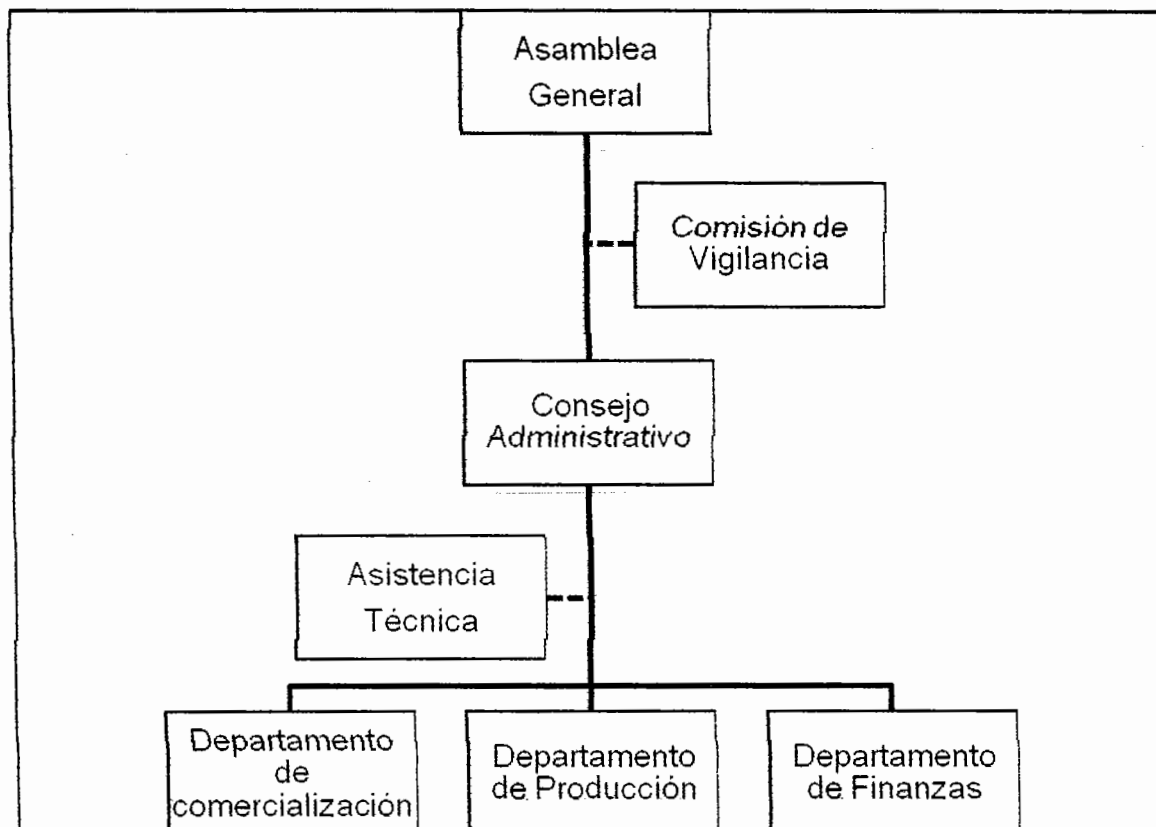 Asamblea
General
Comisión de
Vigilancia
Consejo
Administrativo
Asistencia
Técnica
Departamento
de
comercialización
Departamento
de Producción
Departamento
de Finanzas